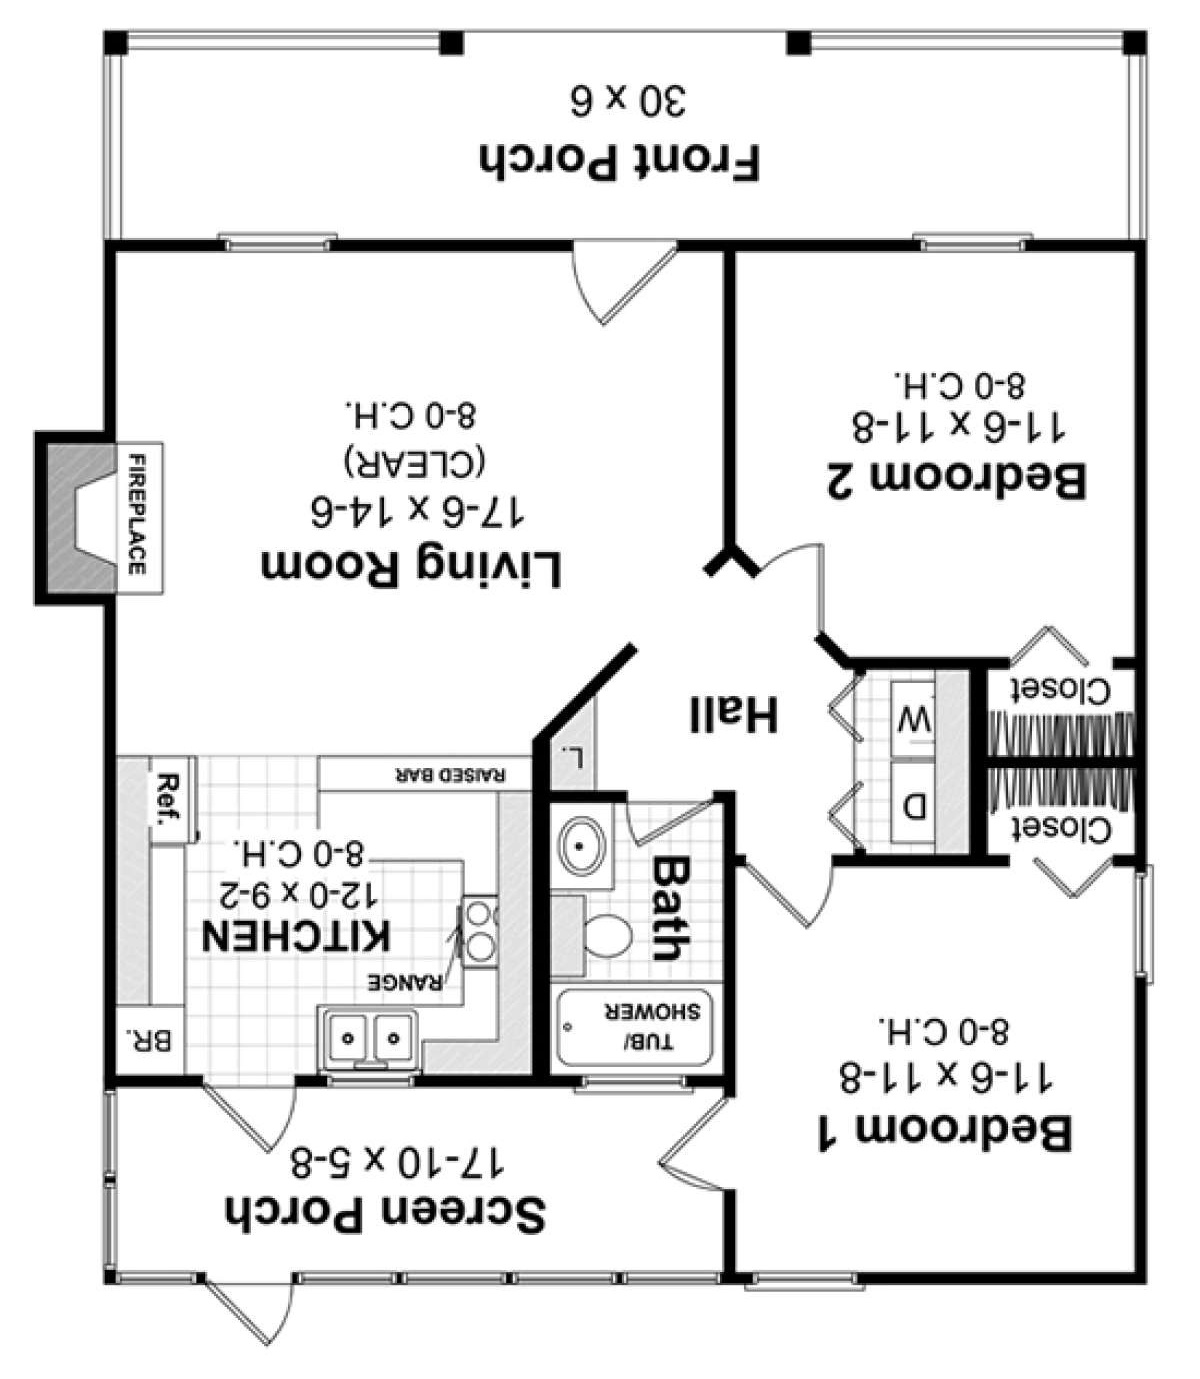 Screen Porch
17-10 x 5-8
Bedroom 1
11-6 x 11-8
8-0 C.H.
TUB/
SHOWER
Bath
BR.
RANGE
KITCHEN
12-0 x 9-2
8-0 C.H.
Ref.
RAISED BAR
Closet
D
W
Closet
L.
Hall
Living Room
17-6 x 14-6
(CLEAR)
8-0 C.H.
FIREPLACE
Bedroom 2
11-6 x 11-8
8-0 C.H.
Front Porch
30 x 6